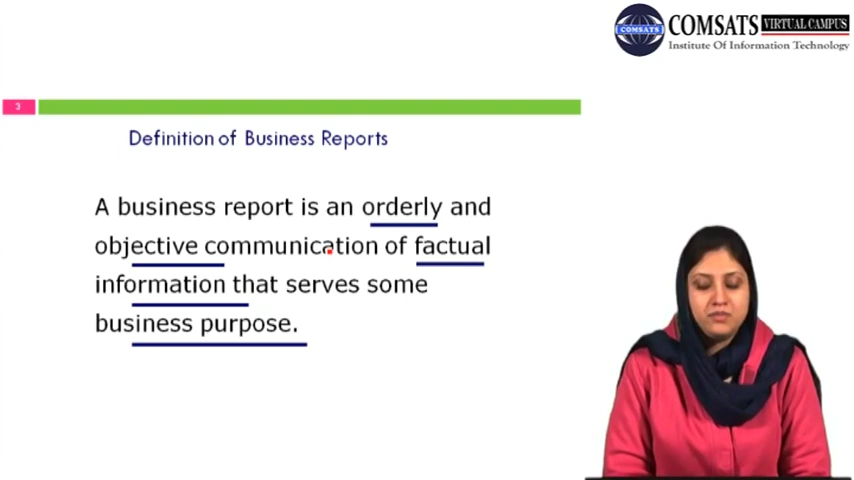 COMSATS VIRTUAL CAMPUS
COMSATS
Institute Of Information Technology
3
Definition of Business Reports
A business report is an orderly and
objective communication of factual
information that serves some
business purpose.